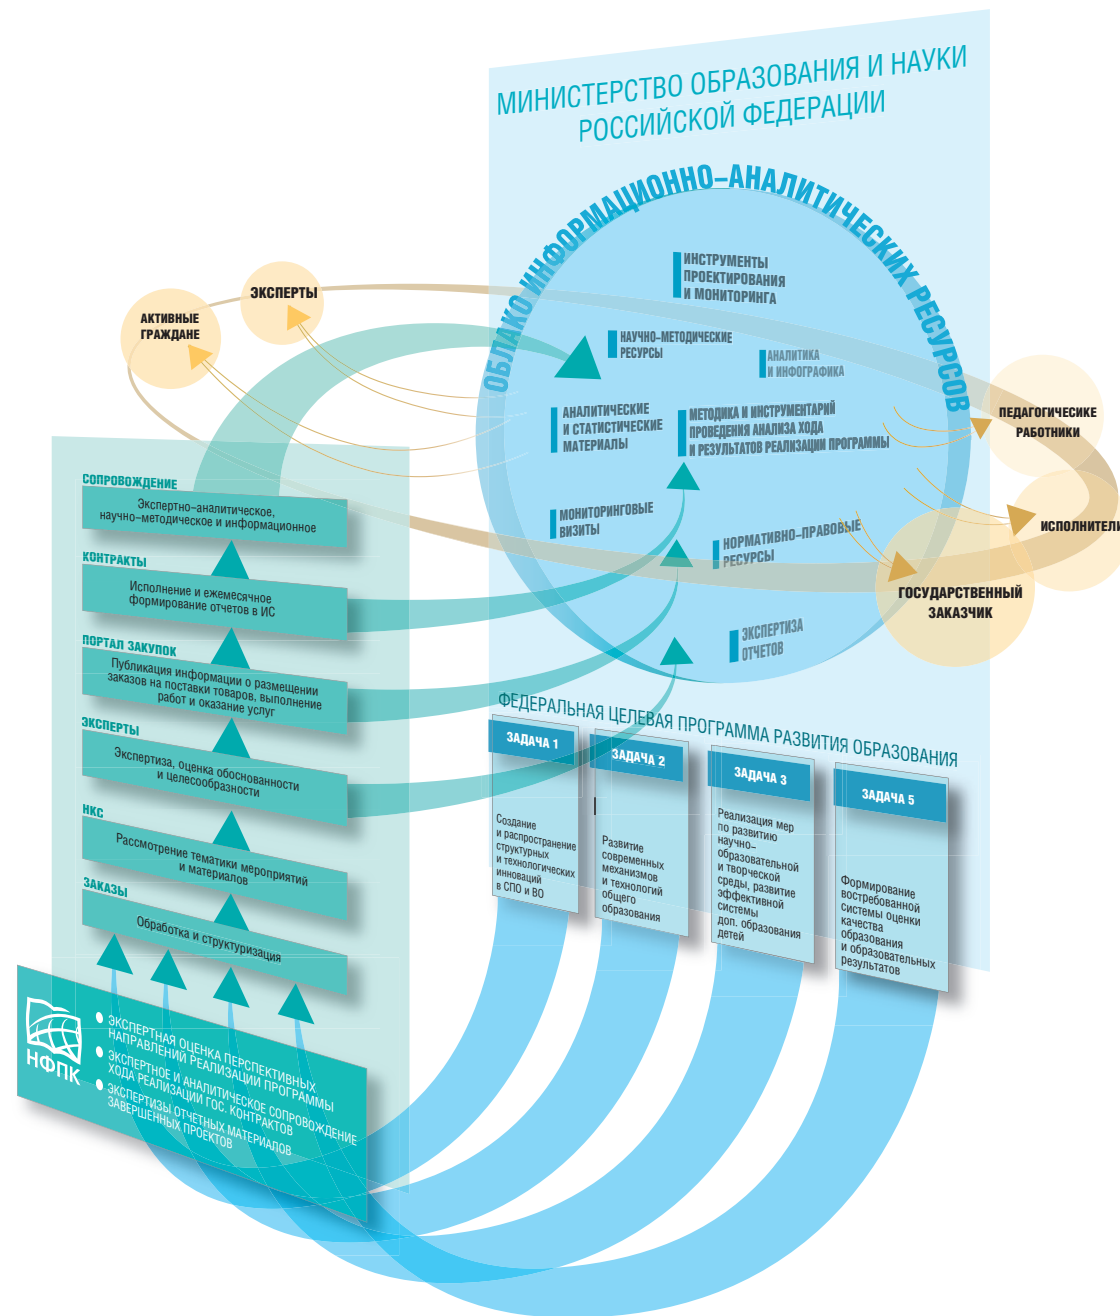 МИНИСТЕРСТВО ОБРАЗОВАНИЯ И НАУКИ
РОССИЙСКОЙ ФЕДЕРАЦИИ
ОБЛАКО ИНФОРМАЦИОННО–АНАЛИТИЧЕСКИХ РЕСУРСОВ
ИНСТРУМЕНТЫ
ПРОЕКТИРОВАНИЯ
И МОНИТОРИНГА
НАУЧНО–МЕТОДИЧЕСКИЕ
РЕСУРСЫ
АНАЛИТИКА
И ИНФОГРАФИКА
АНАЛИТИЧЕСКИЕ
И СТАТИСТИЧЕСКИЕ
МАТЕРИАЛЫ
МЕТОДИКА И ИНСТРУМЕНТАРИЙ
ПРОВЕДЕНИЯ АНАЛИЗА ХОДА
И РЕЗУЛЬТАТОВ РЕАЛИЗАЦИИ ПРОГРАММЫ
МОНИТОРИНГОВЫЕ
ВИЗИТЫ
НОРМАТИВНО–ПРАВОВЫЕ
РЕСУРСЫ
ЭКСПЕРТИЗА
ОТЧЕТОВ
ЭКСПЕРТЫ
АКТИВНЫЕ
ГРАЖДАНЕ
ПЕДАГОГИЧЕСИКЕ
РАБОТНИКИ
ИСПОЛНИТЕЛИ
ГОСУДАРСТВЕННЫЙ
ЗАКАЗЧИК
СОПРОВОЖДЕНИЕ
Экспертно–аналитическое,
научно–методическое и информационное
КОНТРАКТЫ
Исполнение и ежемесячное
формирование отчетов в ИС
ПОРТАЛ ЗАКУПОК
Публикация информации о размещении
заказов на поставки товаров, выполнение
работ и оказание услуг
ЭКСПЕРТЫ
Экспертиза, оценка обоснованности
и целесообразности
НКС
Рассмотрение тематики мероприятий
и материалов
ЗАКАЗЫ
Обработка и структуризация
НФПК
ЭКСПЕРТНАЯ ОЦЕНКА ПЕРСПЕКТИВНЫХ
НАПРАВЛЕНИЙ РЕАЛИЗАЦИИ ПРОГРАММЫ
ЭКСПЕРТНОЕ И АНАЛИТИЧЕСКОЕ СОПРОВОЖДЕНИЕ
ХОДА РЕАЛИЗАЦИИ ГОС. КОНТРАКТОВ
ЭКСПЕРТИЗЫ ОТЧЕТНЫХ МАТЕРИАЛОВ
ЗАВЕРШЕННЫХ ПРОЕКТОВ
ФЕДЕРАЛЬНАЯ ЦЕЛЕВАЯ ПРОГРАММА РАЗВИТИЯ ОБРАЗОВАНИЯ
ЗАДАЧА 1
Создание
и распространение
структурных
и технологических
инноваций
в СПО и ВО
ЗАДАЧА 2
Развитие
современных
механизмов
и технологий
общего
образования
ЗАДАЧА 3
Реализация мер
по развитию
научно–
образовательной
и творческой
среды, развитие
эффективной
системы
доп. образования
детей
ЗАДАЧА 5
Формирование
востребованной
системы оценки
качества
образования
и образовательных
результатов